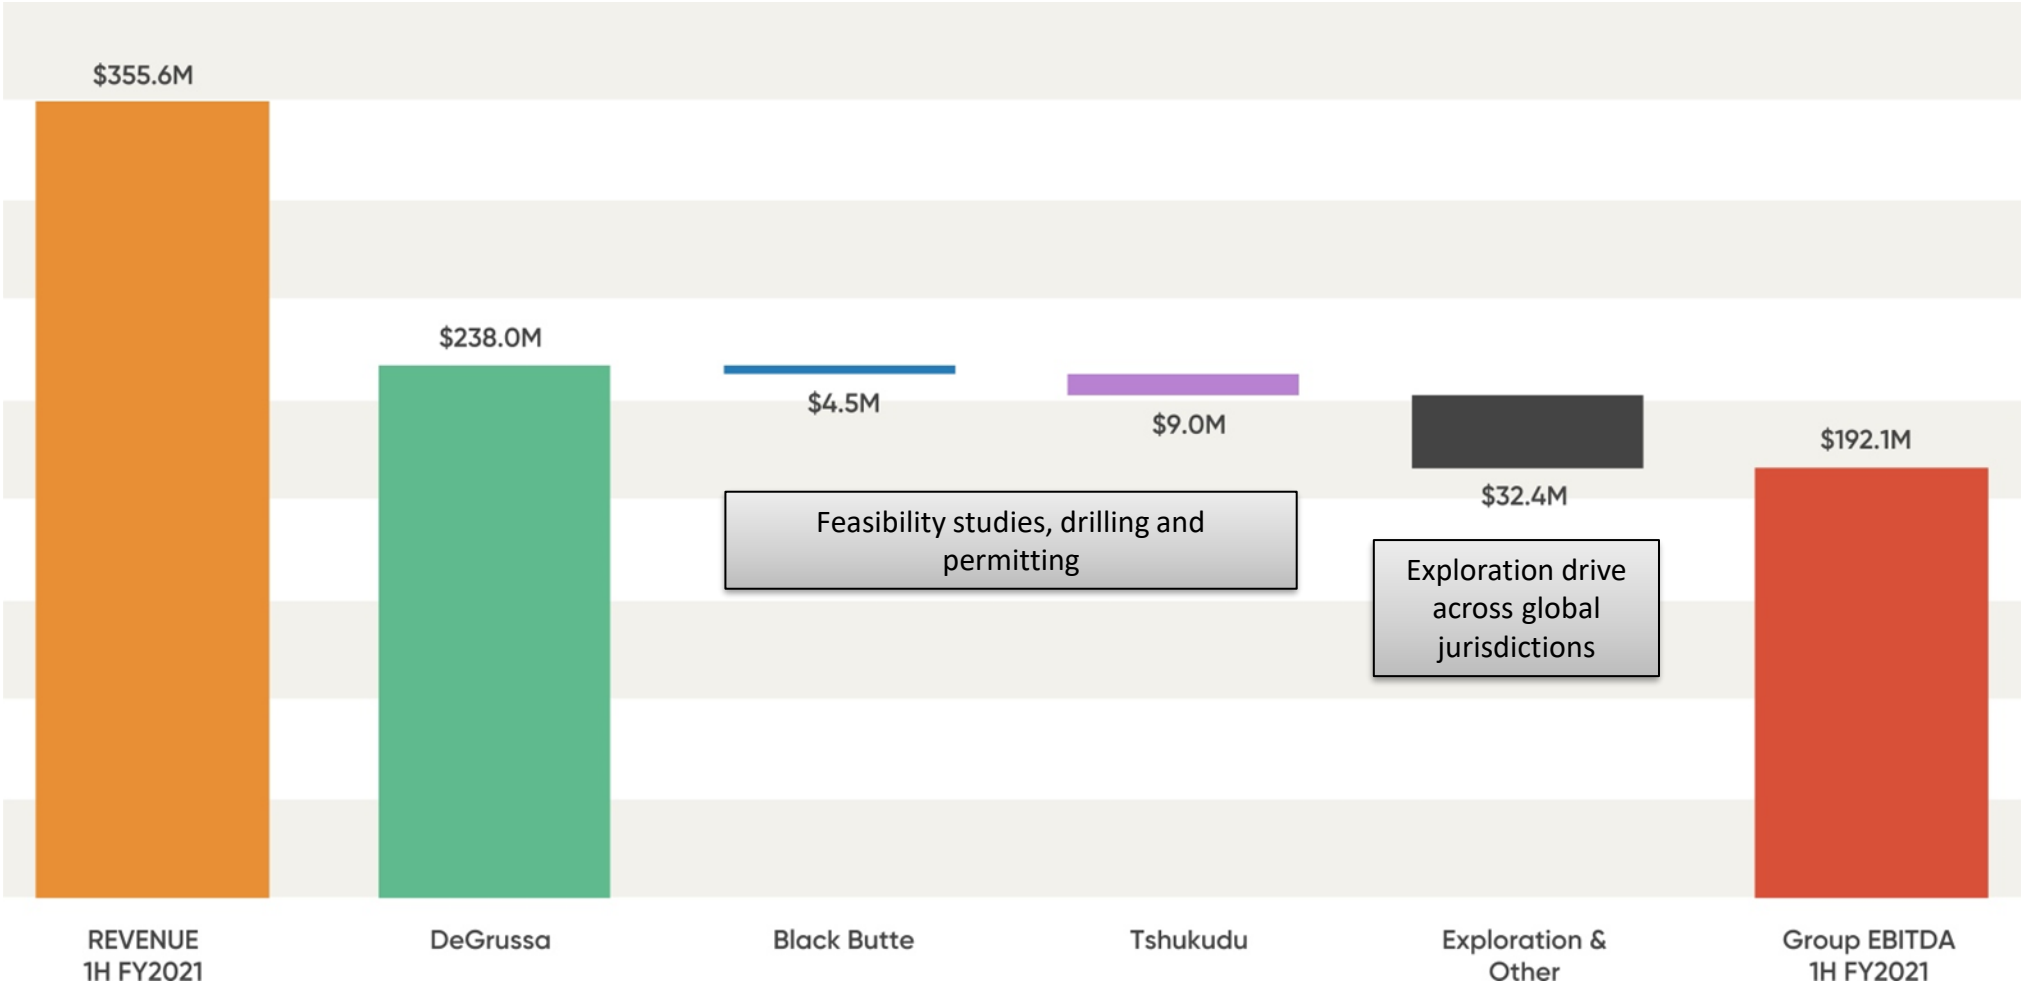 $355.6M
$238.0M
$4.5M
$9.0M
$32.4M
$192.1M
Feasibility studies, drilling and
permitting
Exploration drive
across global
jurisdictions
REVENUE
1H FY2021
DeGrussa
Black Butte
Tshukudu
Exploration &
Other
Group EBITDA
1H FY2021